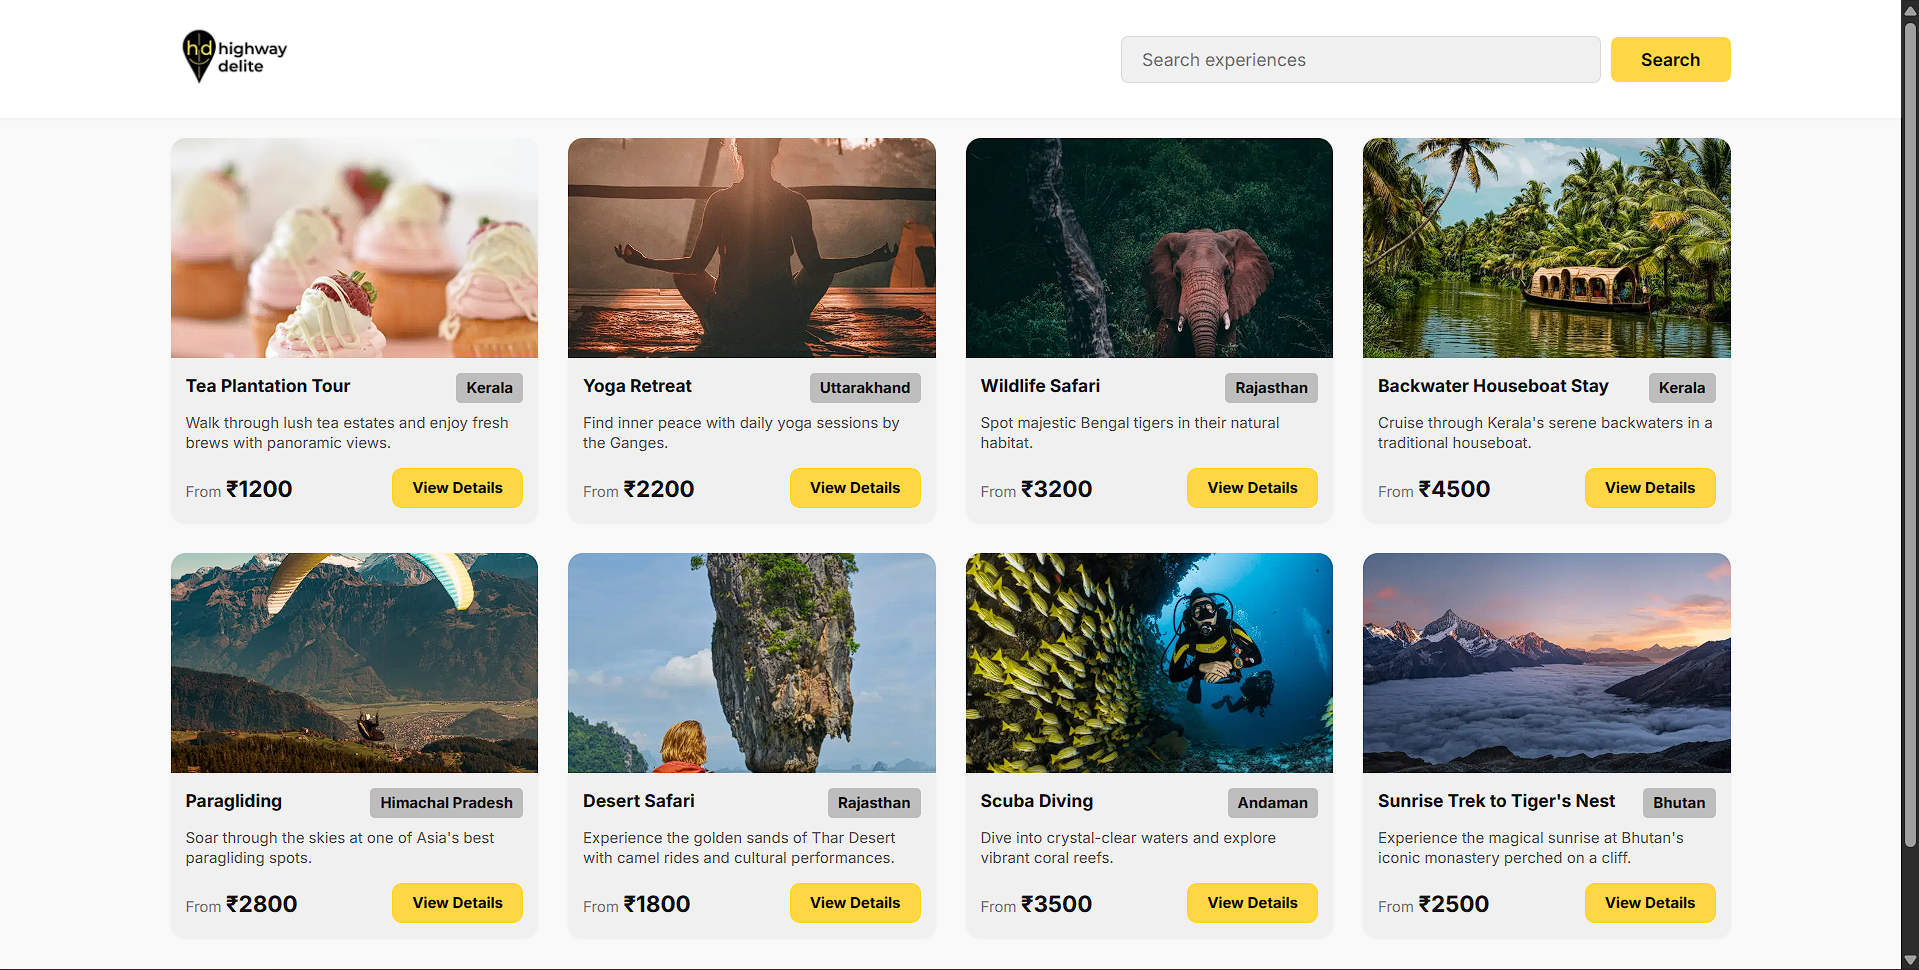 hd highway
delite
Search experiences
Search
Tea Plantation Tour
Kerala
Walk through lush tea estates and enjoy fresh
brews with panoramic views.
From ₹1200
View Details
Yoga Retreat
Uttarakhand
Find inner peace with daily yoga sessions by
the Ganges.
From ₹2200
View Details
Wildlife Safari
Rajasthan
Spot majestic Bengal tigers in their natural
habitat.
From ₹3200
View Details
Backwater Houseboat Stay
Kerala
Cruise through Kerala's serene backwaters in a
traditional houseboat.
From ₹4500
View Details
Paragliding
Himachal Pradesh
Soar through the skies at one of Asia's best
paragliding spots.
From ₹2800
View Details
Desert Safari
Rajasthan
Experience the golden sands of Thar Desert
with camel rides and cultural performances.
From ₹1800
View Details
Scuba Diving
Andaman
Dive into crystal-clear waters and explore
vibrant coral reefs.
From ₹3500
View Details
Sunrise Trek to Tiger's Nest
Bhutan
Experience the magical sunrise at Bhutan's
iconic monastery perched on a cliff.
From ₹2500
View Details